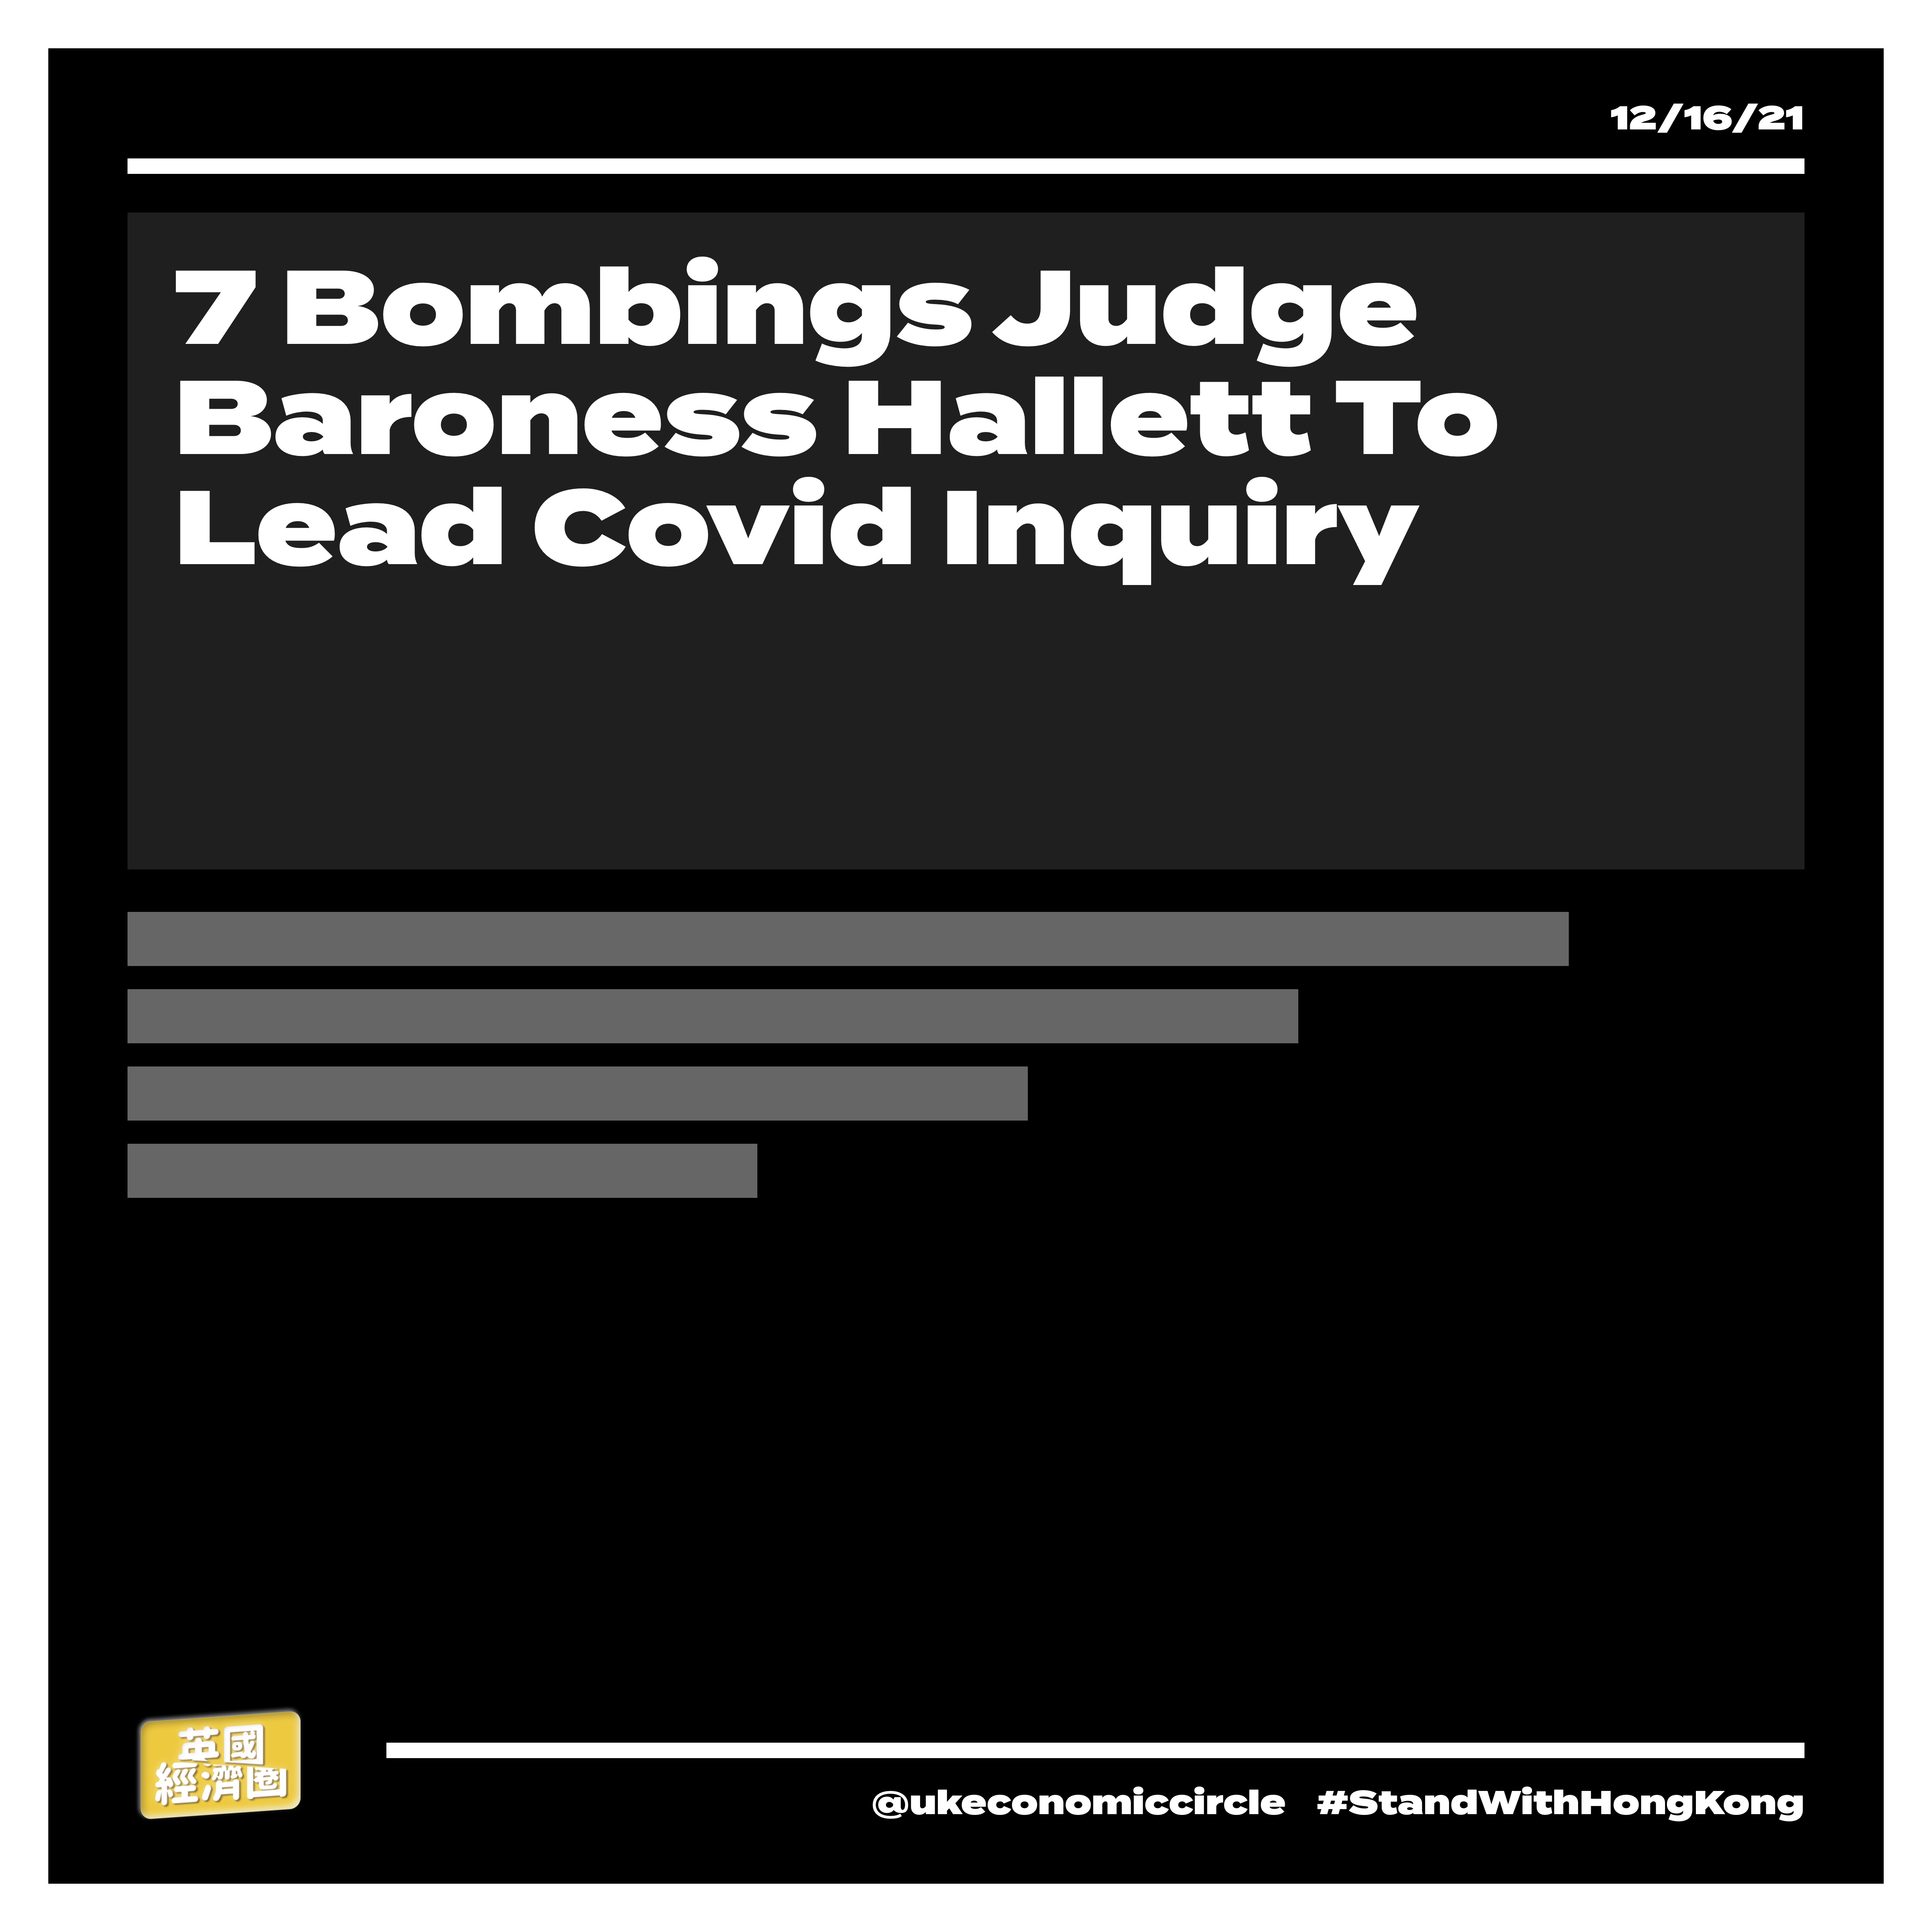 12/16/21
7 Bombings Judge
Baroness Hallett To
Lead Covid Inquiry
英國
經濟圈
@ukeconomiccircle #StandWithHongKong